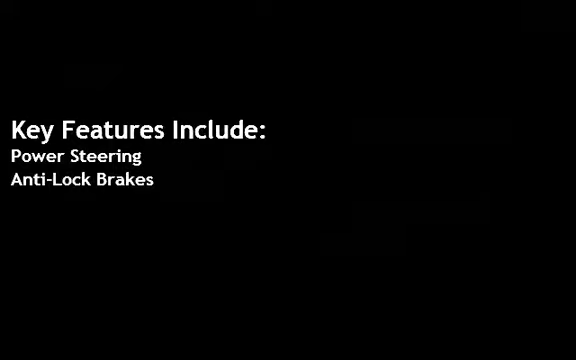 Key Features Include:
Power Steering
Anti-Lock Brakes